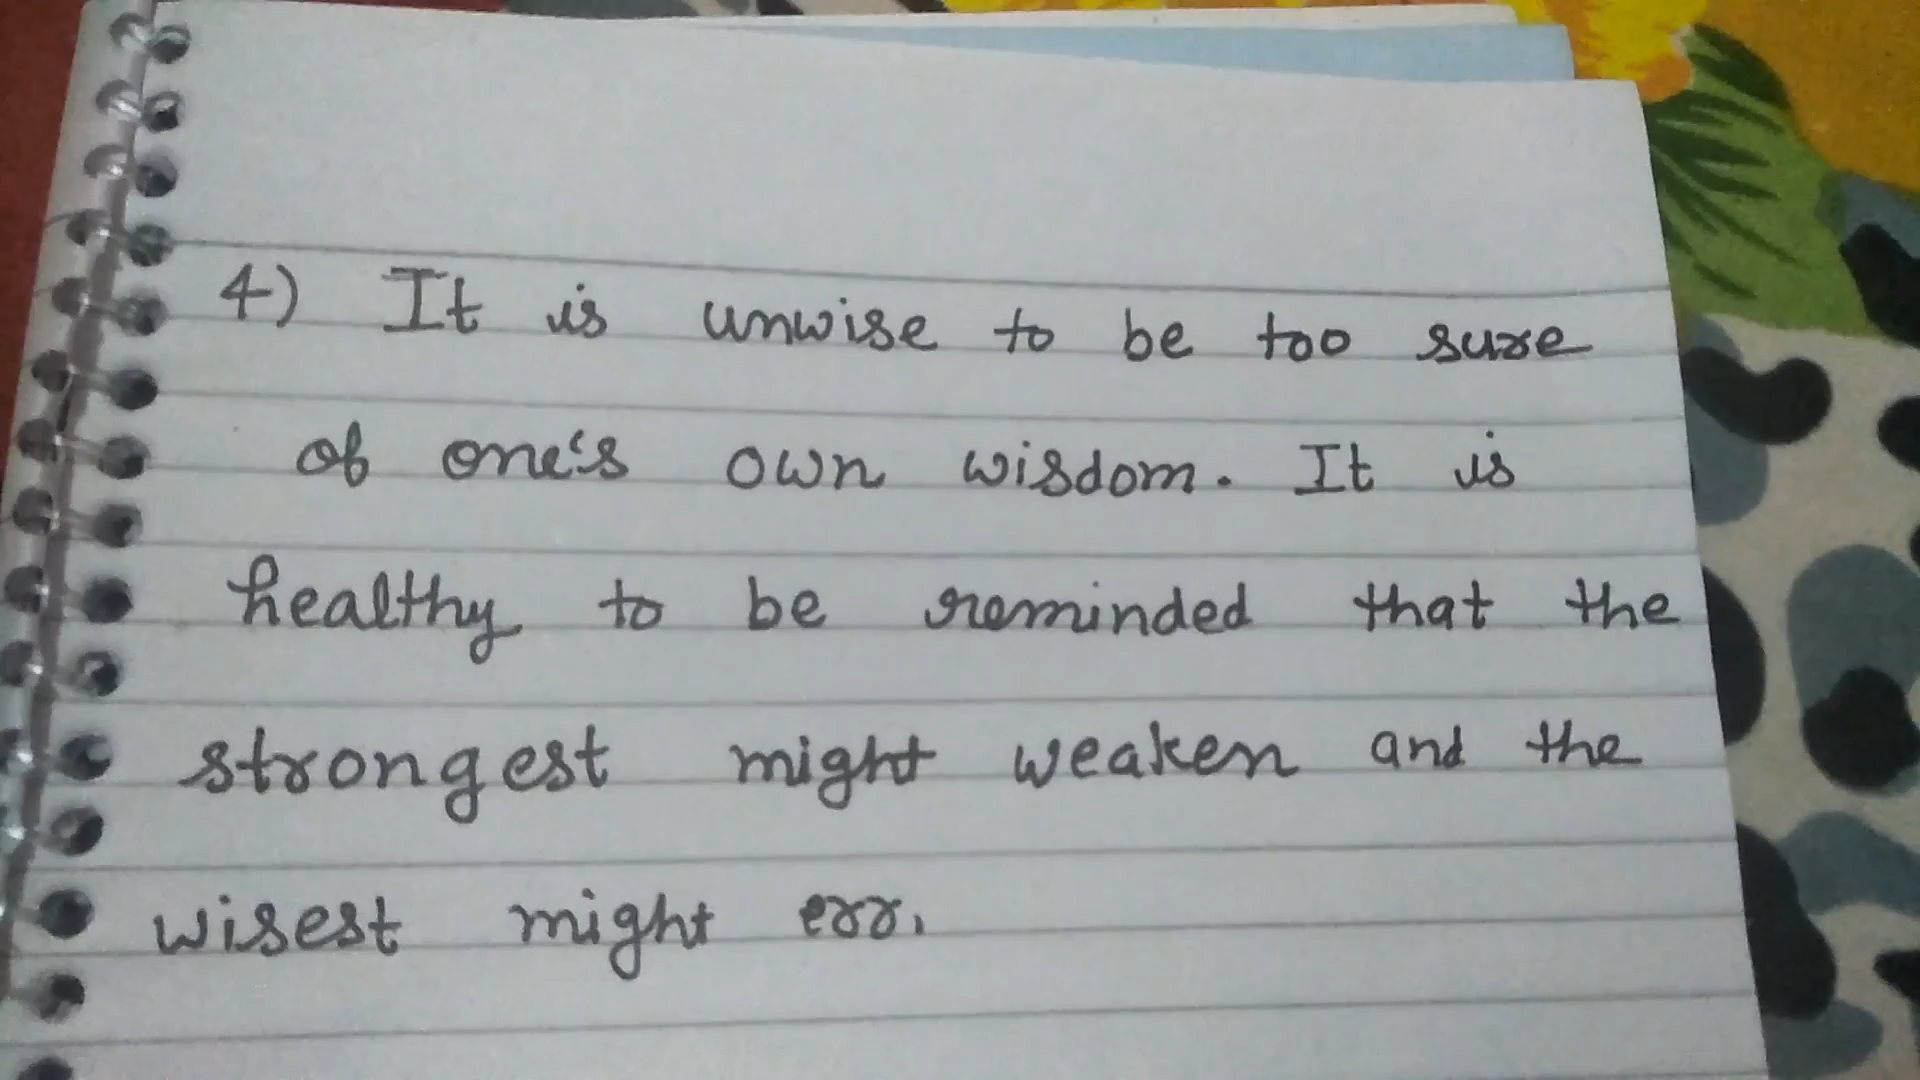 4) It is unwise to be too sure
of one's own wisdom. It is
healthy to be reminded that the
strongest might weaken and the
wisest might err.